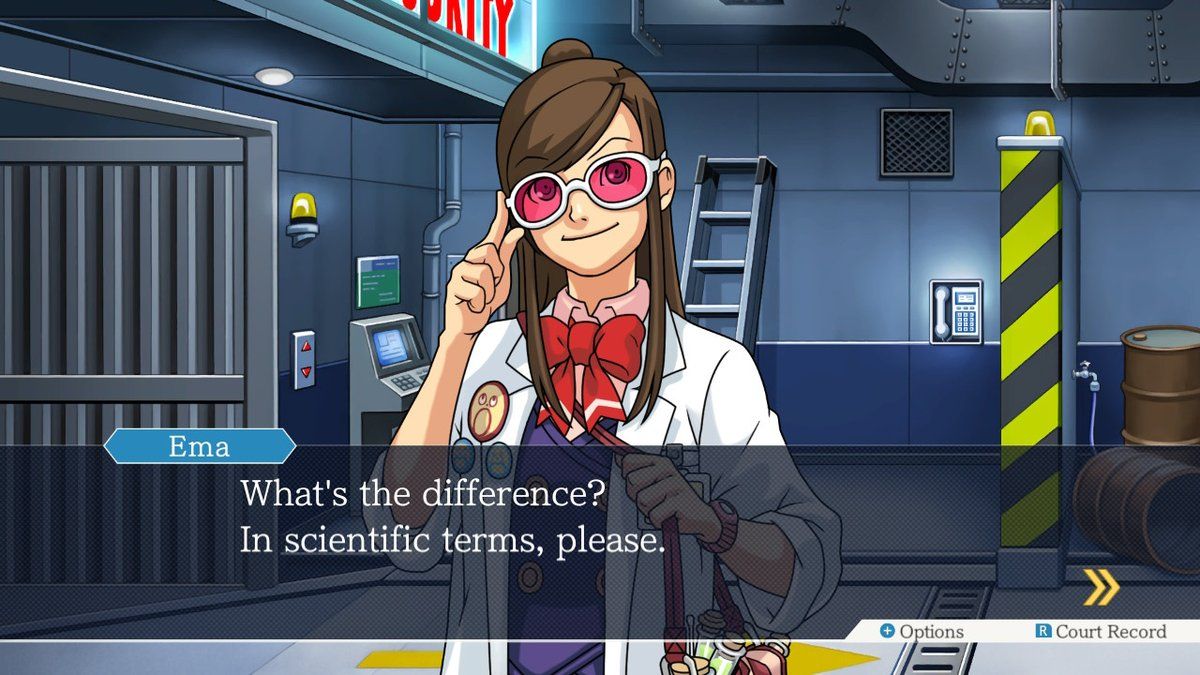 Ema
What's the difference?
In scientific terms, please.
Options
R Court Record